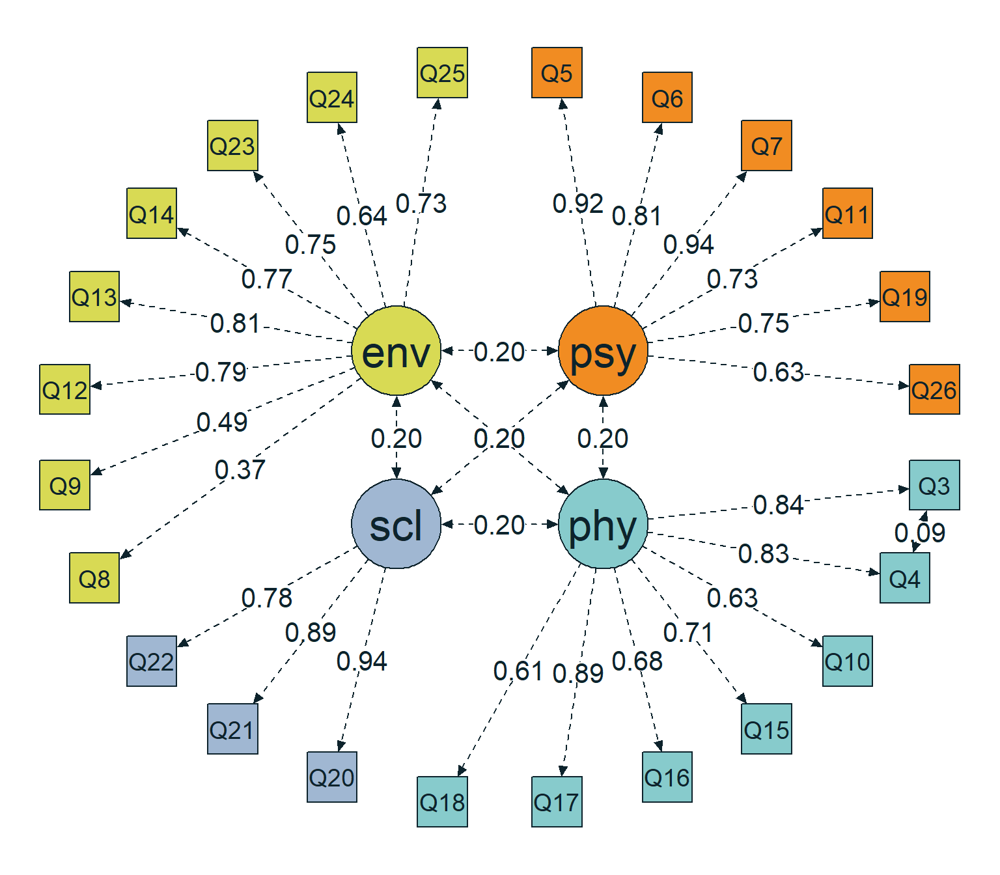 Q25
Q5
Q24
Q6
Q23
Q7
Q14
Q11
0.73
0.92
0.64
0.81
0.75
0.94
0.77
0.73
Q13
Q19
0.81
0.75
env
0.20
psy
0.79
0.63
Q12
Q26
0.49
0.20
0.20
0.20
0.37
Q9
Q3
0.84
scl
0.20
phy
0.09
0.83
Q8
Q4
0.78
0.63
0.89
0.71
Q22
0.94
0.61
0.89
0.68
Q10
Q21
Q15
Q20
Q16
Q18
Q17